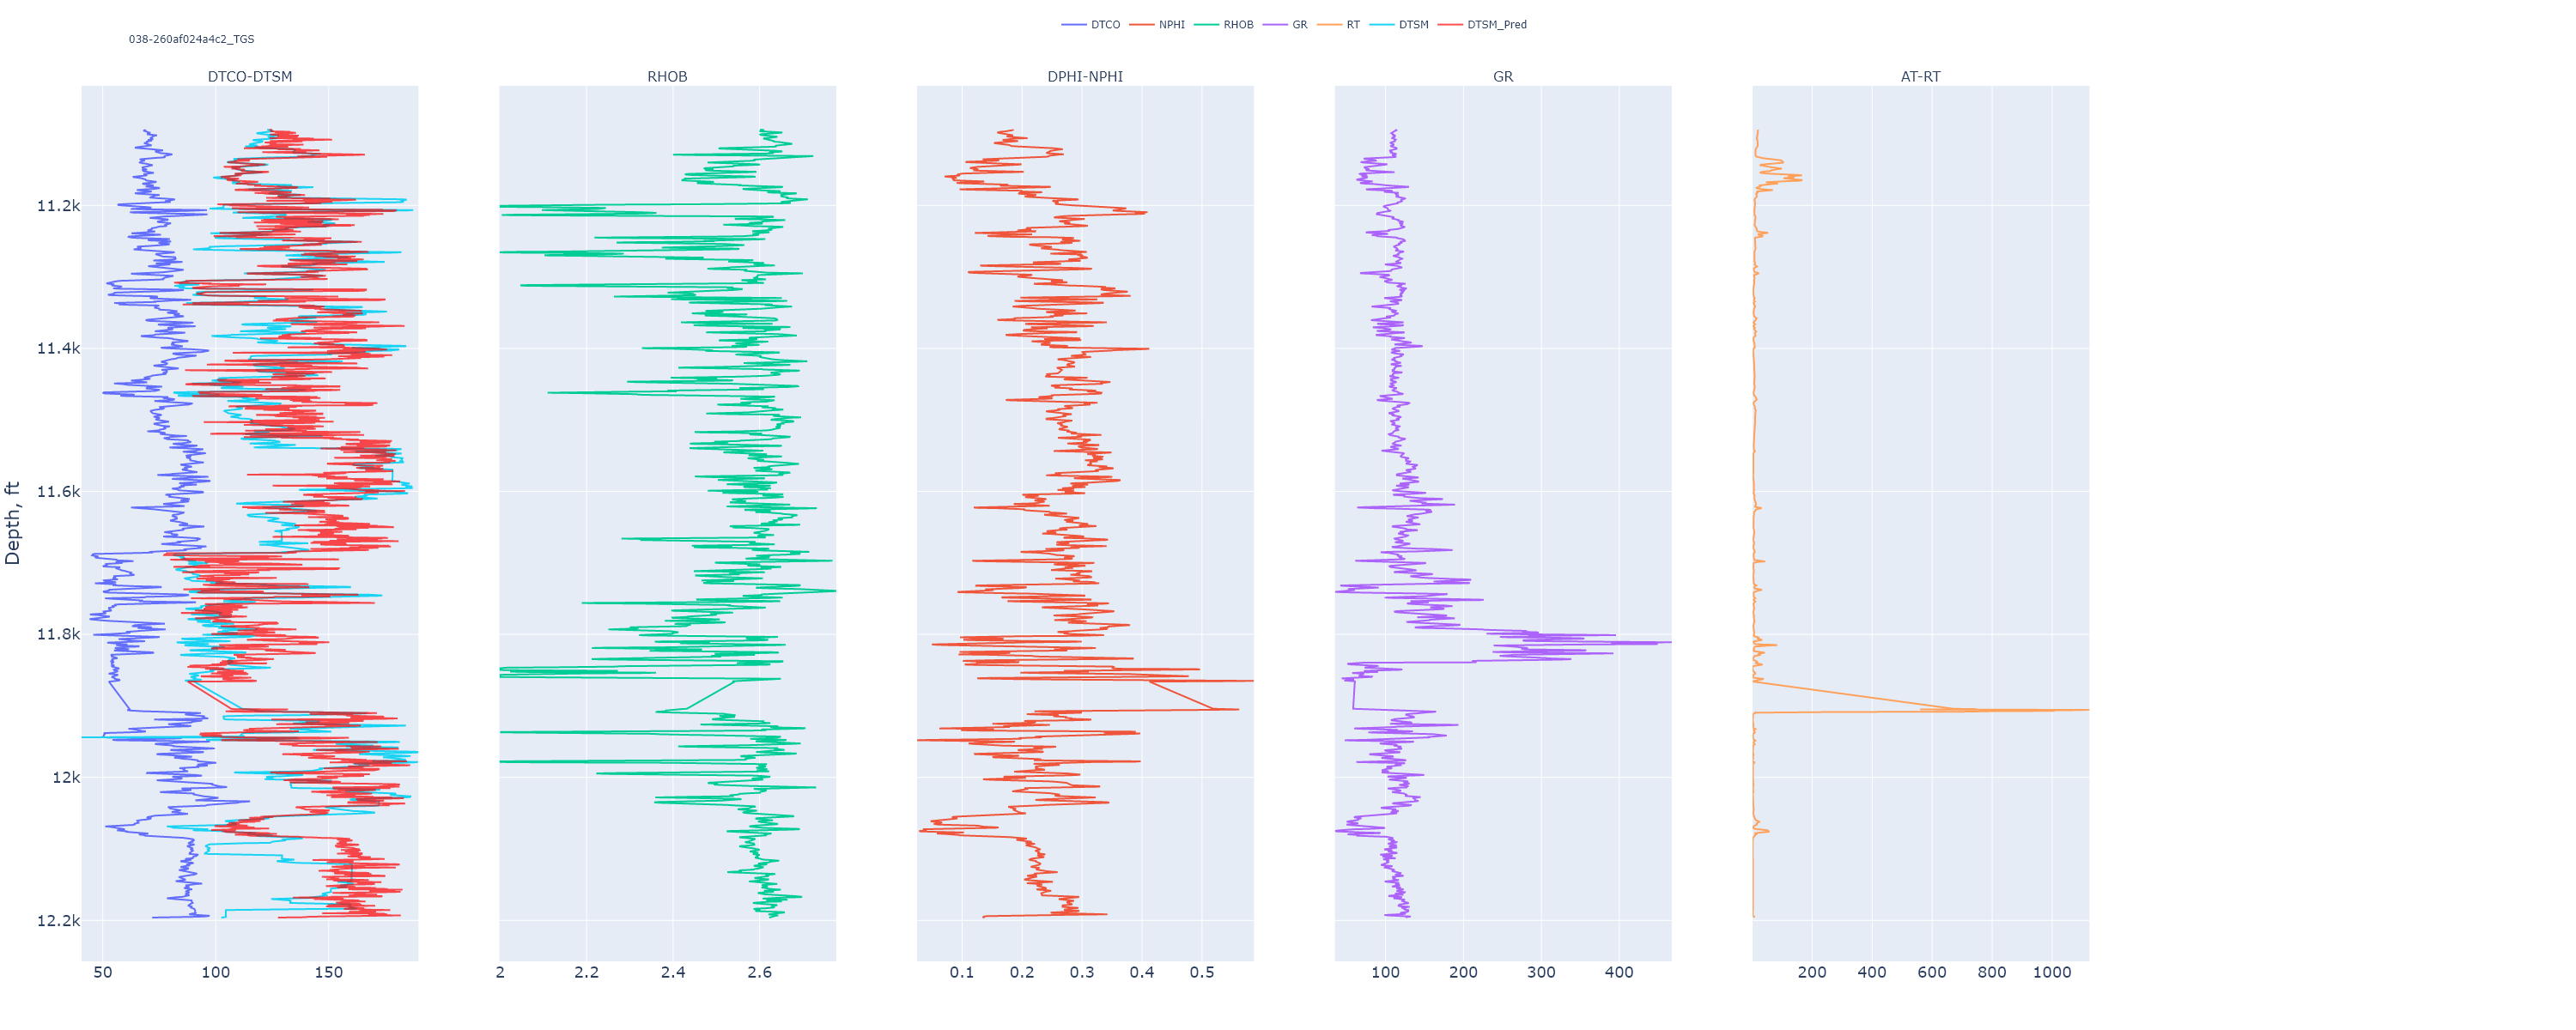 DTCO NPHI RHOB GR RT DTSM DTSM_Pred
038-260af024a4c2_TGS
DTCO-DTSM RHOB DPHI-NPHI GR AT-RT
Depth, ft
11.2k
11.4k
11.6k
11.8k
12k
12.2k
50 100 150 2 2.2 2.4 2.6 0.1 0.2 0.3 0.4 0.5 100 200 300 400 200 400 600 800 1000